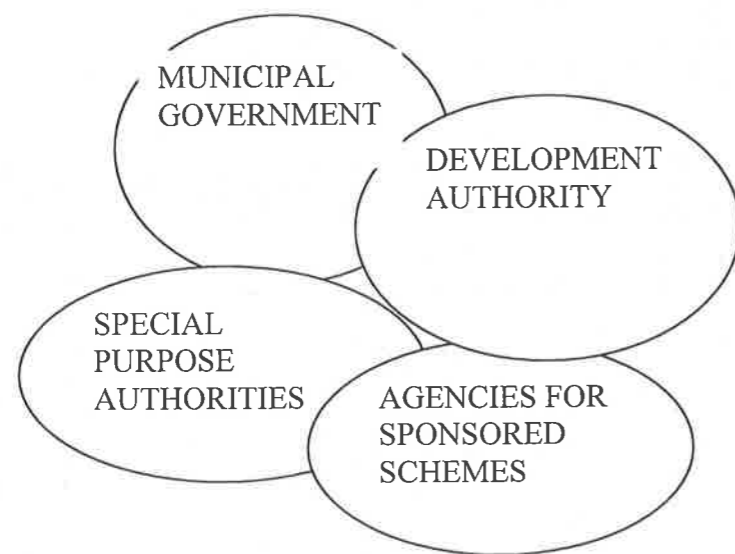 MUNICIPAL
GOVERNMENT
DEVELOPMENT
AUTHORITY
SPECIAL
PURPOSE
AUTHORITIES
AGENCIES FOR
SPONSORED
SCHEMES